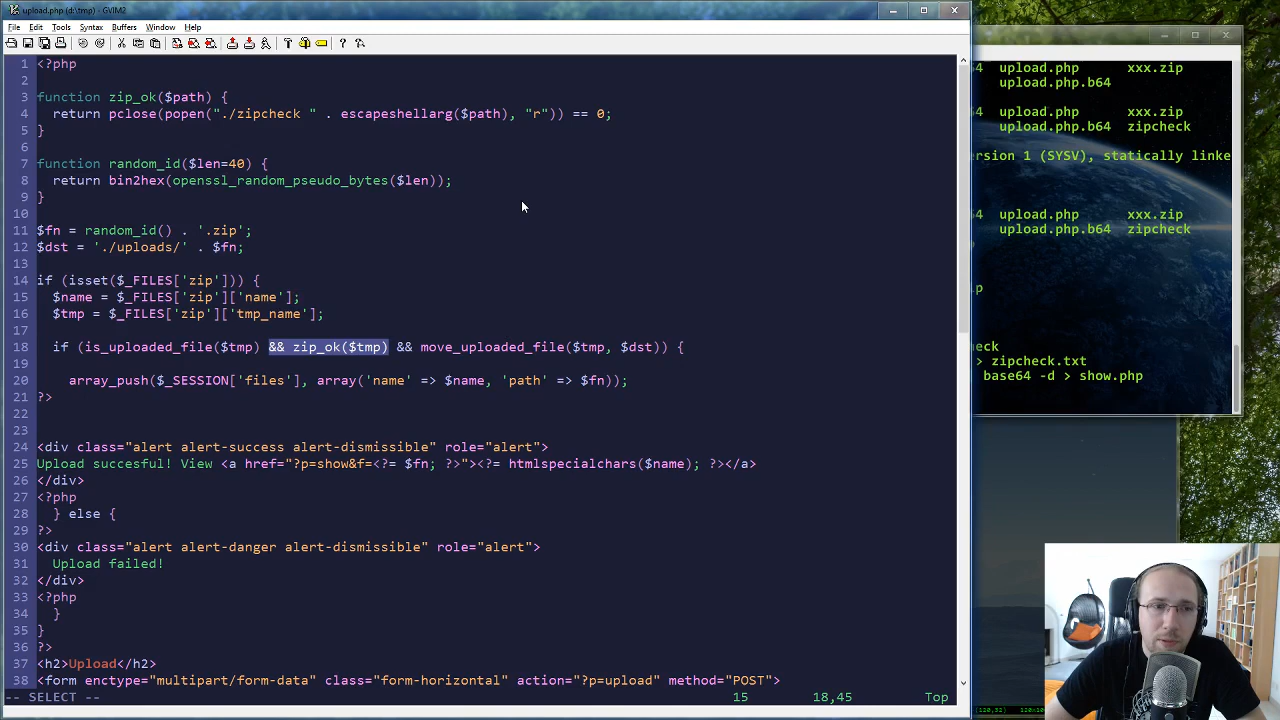 upload.php (d:\tmp) - GVIM2
File Edit Tools Syntax Buffers Window Help
1 <?php
2
3 function zip_ok($path) {
4 return pclose(popen("./zipcheck " . escapeshellarg($path), "r")) == 0;
5 }
6
7 function random_id($len=40) {
8 return bin2hex(openssl_random_pseudo_bytes($len));
9 }
10
11 $fn = random_id() . '.zip';
12 $dst = './uploads/' . $fn;
13
14 if (isset($_FILES['zip'])) {
15 $name = $_FILES['zip']['name'];
16 $tmp = $_FILES['zip']['tmp_name'];
17
18 if (is_uploaded_file($tmp) && zip_ok($tmp) && move_uploaded_file($tmp, $dst)) {
19
20 array_push($_SESSION['files'], array('name' => $name, 'path' => $fn));
21 ?>
22
23
24 <div class="alert alert-success alert-dismissible" role="alert">
25 Upload succesful! View <a href="?p=show&f=<?= $fn; ?>"><?= htmlspecialchars($name); ?></a>
26 </div>
27 <?php
28 } else {
29 ?>
30 <div class="alert alert-danger alert-dismissible" role="alert">
31 Upload failed!
32 </div>
33 <?php
34 }
35 }
36 ?>
37 <h2>Upload</h2>
38 <form enctype="multipart/form-data" class="form-horizontal" action="?p=upload" method="POST">
-- SELECT -- 15 18,45 Top
4 upload.php xxx.zip
upload.php.b64
4 upload.php xxx.zip
upload.php.b64 zipcheck
rsion 1 (SYSV), statically linke
4 upload.php xxx.zip
upload.php.b64 zipcheck
ip
eck
> zipcheck.txt
base64 -d > show.php